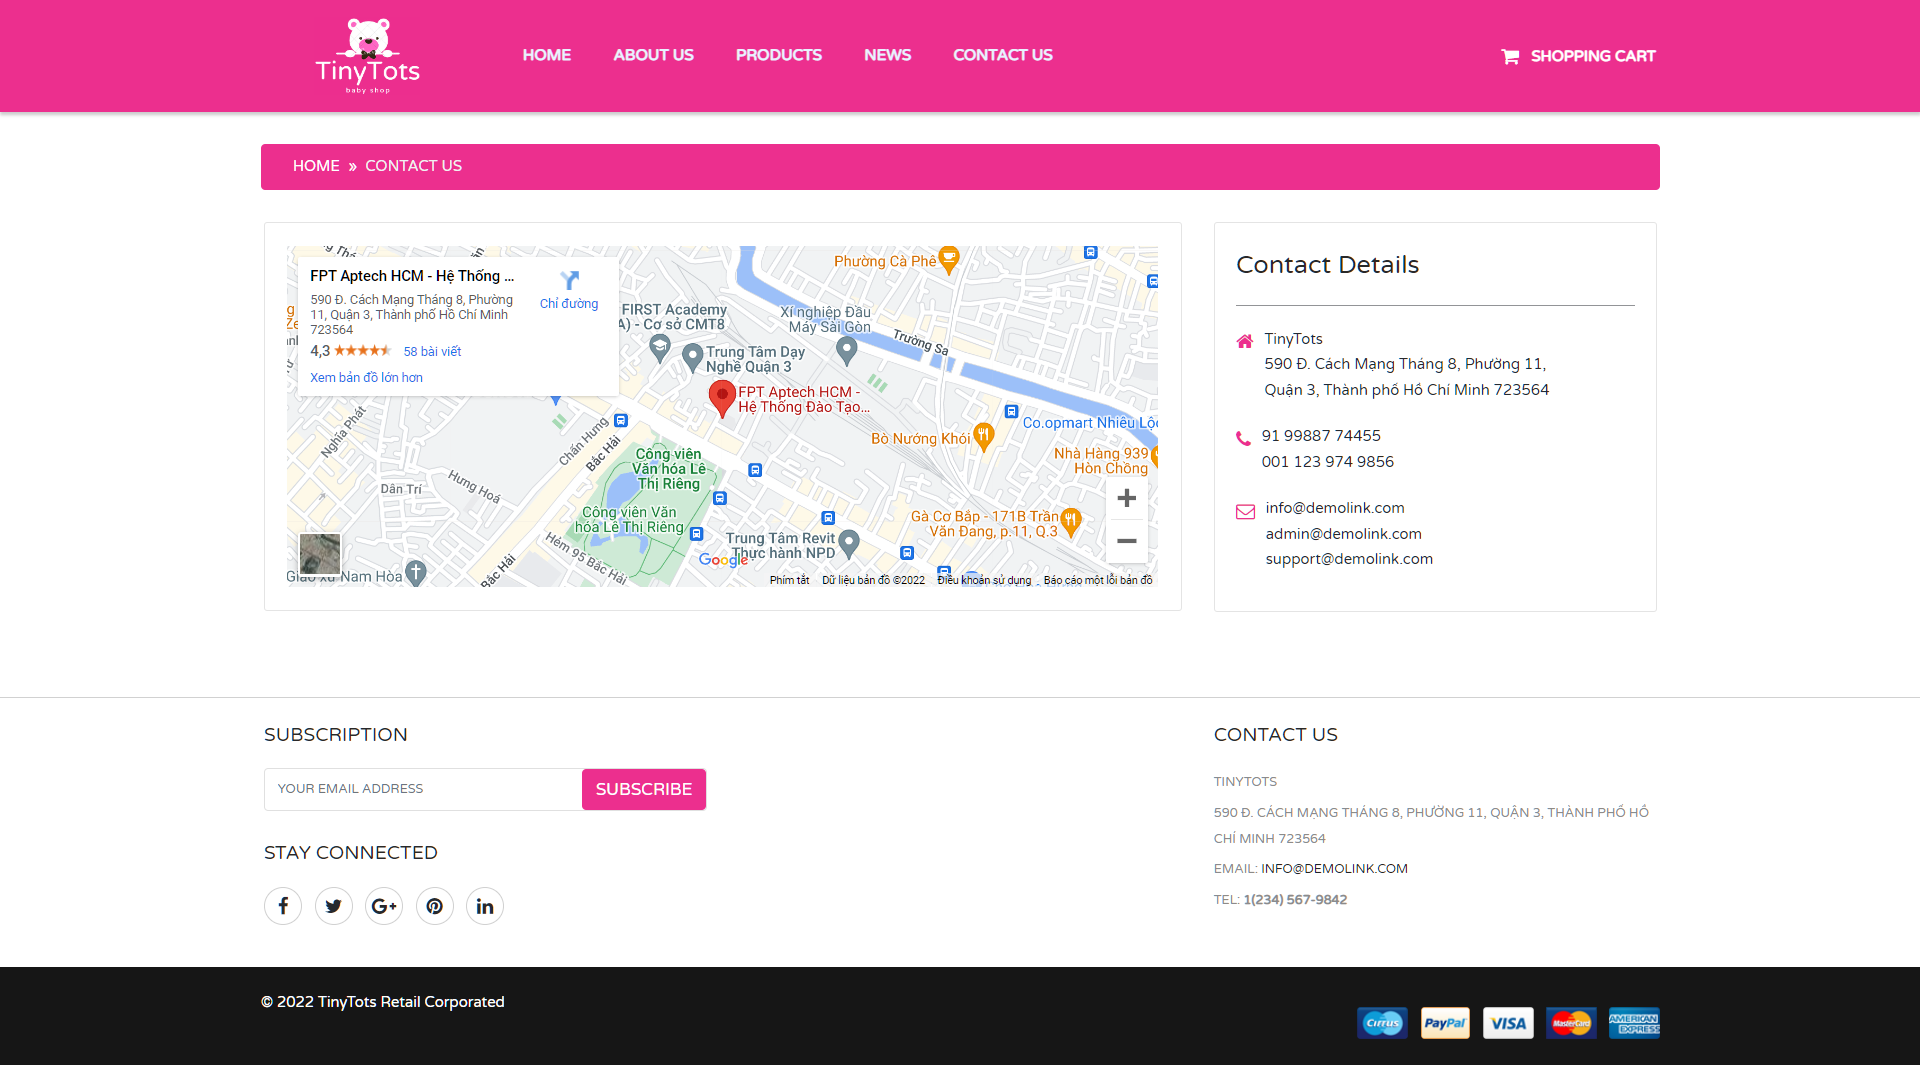 TinyTots
baby shop
HOME
ABOUT US
PRODUCTS
NEWS
CONTACT US
SHOPPING CART
HOME » CONTACT US
FPT Aptech HCM - Hệ Thống ...
590 Đ. Cách Mạng Tháng 8, Phường
11, Quận 3, Thành phố Hồ Chí Minh
723564
4,3 58 bài viết
Xem bản đồ lớn hơn
Chỉ đường
FIRST Academy
A) - Cơ sở CMT8
Trung Tâm Dạy
Nghề Quận 3
Xí nghiệp Đầu
Máy Sài Gòn
Phường Cà Phê
Trường Sa
FPT Aptech HCM -
Hệ Thống Đào Tạo...
Co.opmart Nhiêu Lộc
Bò Nướng Khói
Nhà Hàng 939
Hòn Chồng
Nghĩa Phát
Chấn Hưng
Bắc Hải
Công viên
Văn hóa Lê
Thị Riêng
Dân Trí
Hưng Hoá
Công viên Văn
hóa Lê Thị Riêng
Gà Cơ Bắp - 171B Trần
Văn Đang, p.11, Q.3
Trung Tâm Revit
Thực hành NPD
Hẻm 95 Bắc Hải
Bắc Hải
Giáo xứ Nam Hòa
Google
Phím tắt
Dữ liệu bản đồ ©2022
Điều khoản sử dụng
Báo cáo một lỗi bản đồ
Contact Details
TinyTots
590 Đ. Cách Mạng Tháng 8, Phường 11,
Quận 3, Thành phố Hồ Chí Minh 723564
91 99887 74455
001 123 974 9856
info@demolink.com
admin@demolink.com
support@demolink.com
SUBSCRIPTION
YOUR EMAIL ADDRESS
SUBSCRIBE
STAY CONNECTED
CONTACT US
TINYTOTS
590 Đ. CÁCH MẠNG THÁNG 8, PHƯỜNG 11, QUẬN 3, THÀNH PHỐ HỒ
CHÍ MINH 723564
EMAIL: INFO@DEMOLINK.COM
TEL: 1(234) 567-9842
© 2022 TinyTots Retail Corporated
Cirrus
PayPal
VISA
MasterCard
AMERICAN
EXPRESS